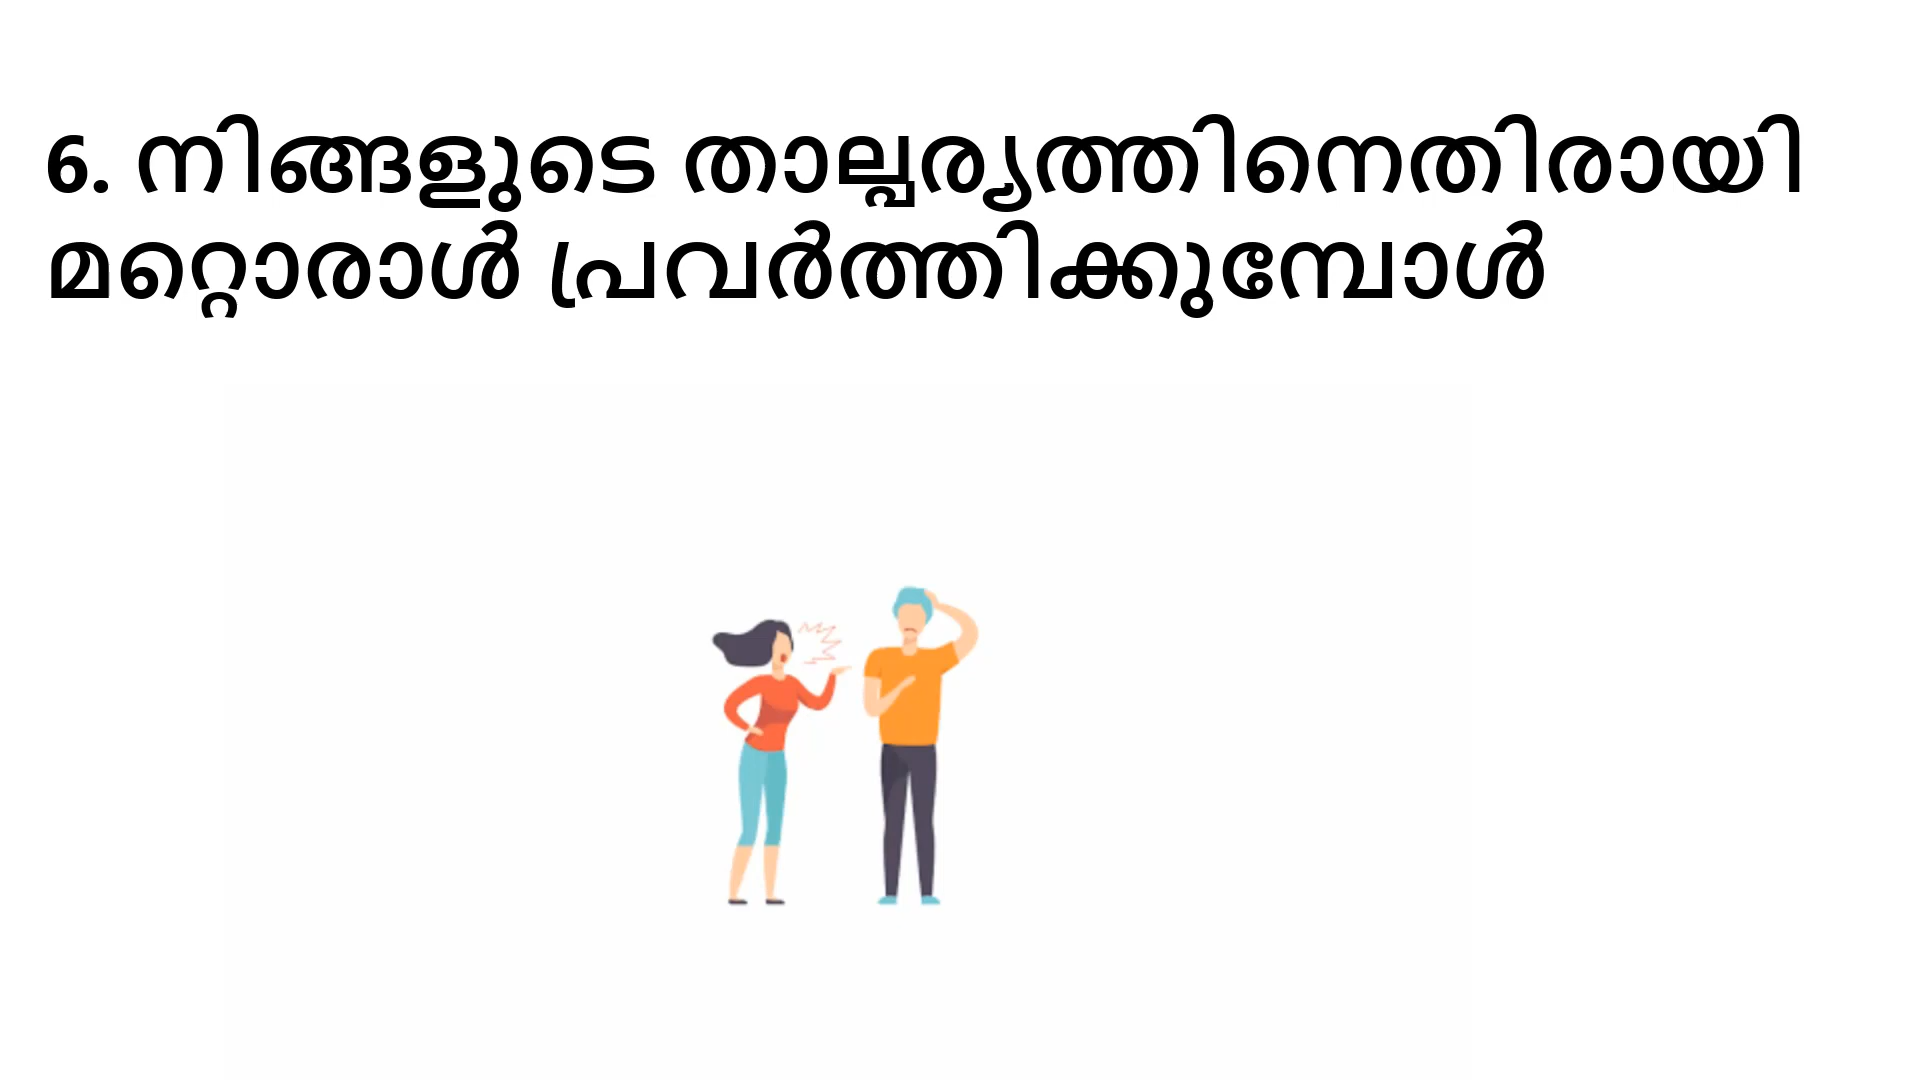 6. നിങ്ങളുടെ താല്പര്യത്തിനെതിരായി
മറ്റൊരാൾ പ്രവർത്തിക്കുമ്പോൾ